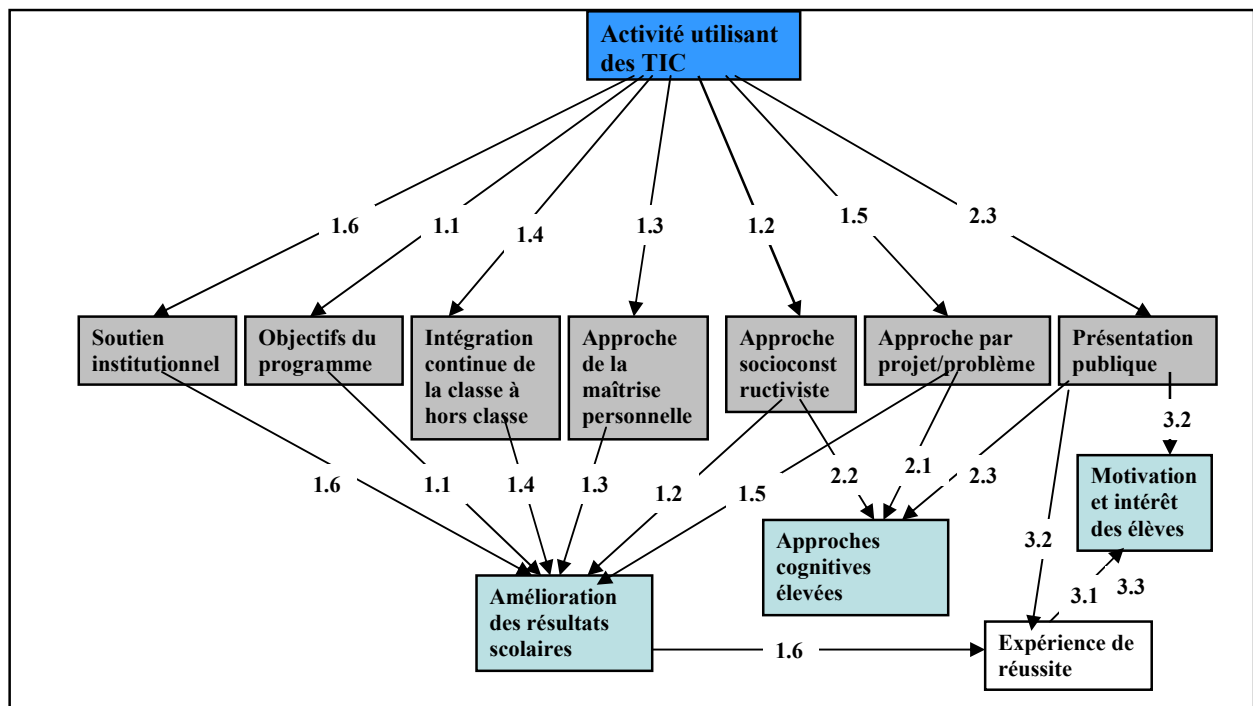 Activité utilisant
des TIC
1.6
1.1
1.4
1.3
1.2
1.5
2.3
Soutien
institutionnel
Objectifs du
programme
Intégration
continue de
la classe à
hors classe
Approche
de la
maîtrise
personnelle
Approche
socioconst
ructiviste
Approche par
projet/problème
Présentation
publique
1.6
1.1
1.4
1.3
1.2
1.5
2.2
2.1
2.3
3.2
3.2
Motivation
et intérêt
des élèves
Approches
cognitives
élevées
3.1
3.3
Amélioration
des résultats
scolaires
1.6
Expérience de
réussite